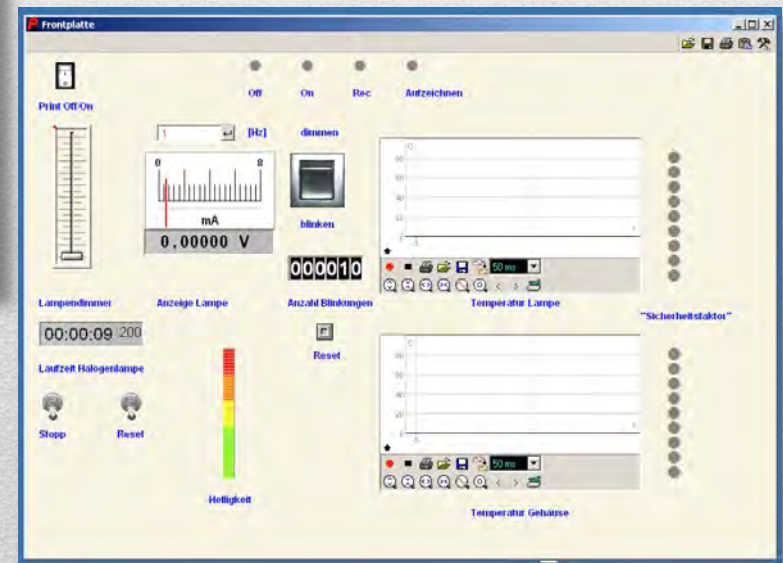 Frontplatte
Off On Rec Aufzeichnen
Print Off/On
1 [Hz] dimmen
0 8
mA
0.00000 V
blinken
000010
50 ms
Lampendimmer Anzeige Lampe Anzahl Blinkungen Temperatur Lampe
"Sicherheitsfaktor"
00:00:09 200
Reset
Laufzeit Halogenlampe
Stopp Reset
50 ms
Helligkeit
Temperatur Gehäuse